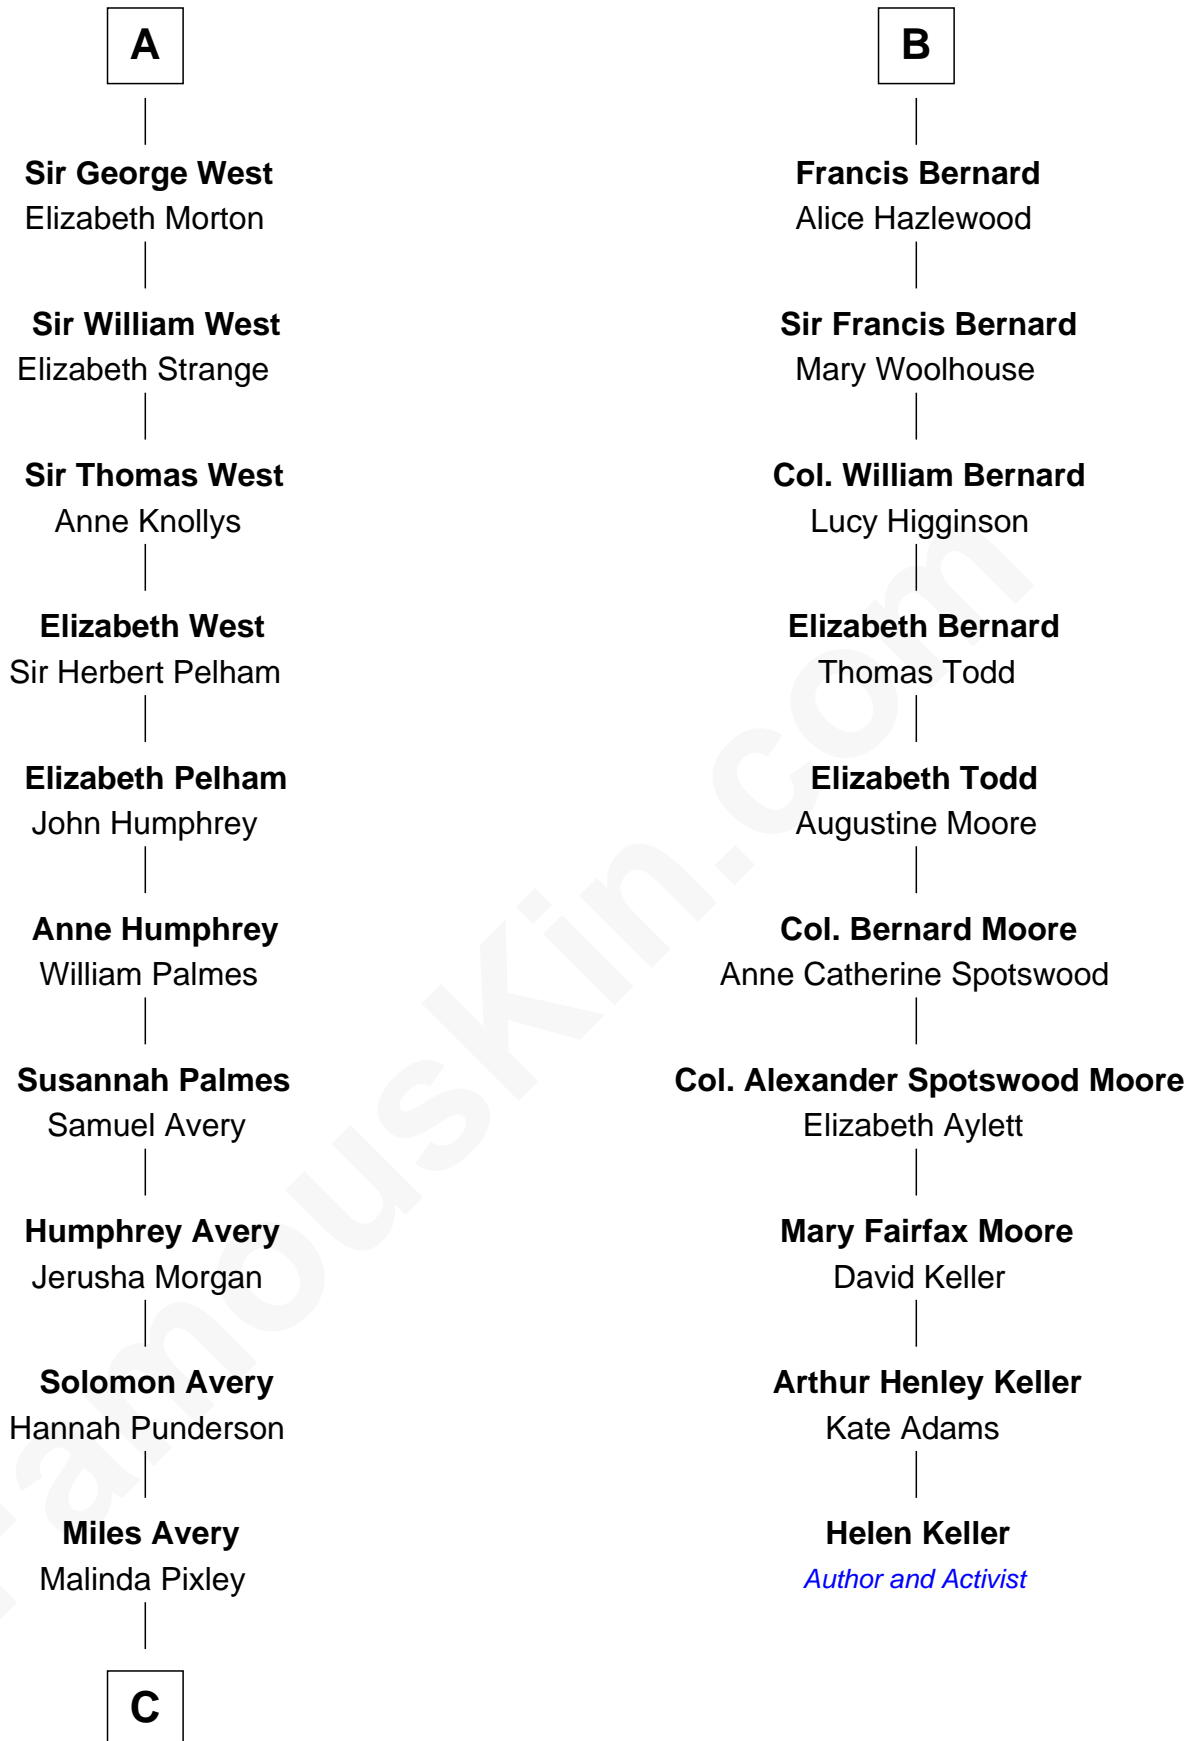 A
Sir George West
Elizabeth Morton
Sir William West
Elizabeth Strange
Sir Thomas West
Anne Knollys
Elizabeth West
Sir Herbert Pelham
Elizabeth Pelham
John Humphrey
Anne Humphrey
William Palmes
Susannah Palmes
Samuel Avery
Humphrey Avery
Jerusha Morgan
Solomon Avery
Hannah Punderson
Miles Avery
Malinda Pixley
C
B
Francis Bernard
Alice Hazlewood
Sir Francis Bernard
Mary Woolhouse
Col. William Bernard
Lucy Higginson
Elizabeth Bernard
Thomas Todd
Elizabeth Todd
Augustine Moore
Col. Bernard Moore
Anne Catherine Spotswood
Col. Alexander Spotswood Moore
Elizabeth Aylett
Mary Fairfax Moore
David Keller
Arthur Henley Keller
Kate Adams
Helen Keller
Author and Activist
FamousKin.com